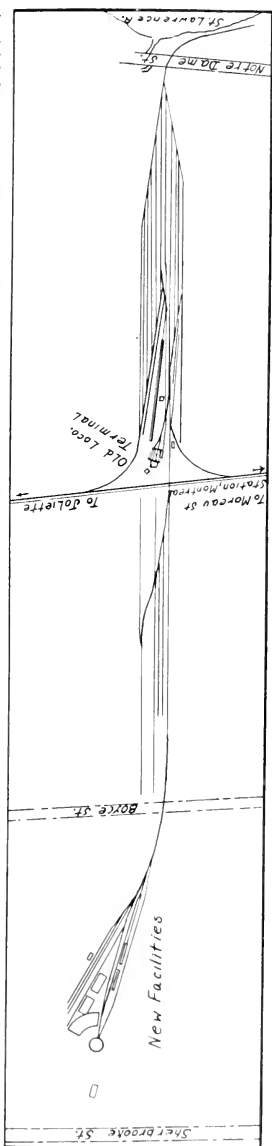 St Lawrence R.
Notre Dame
St.
Old Loco.
Terminal
To Joliette
To Moreau St
Station, Montreal
Boyce St.
New Facilities
Sherbrooke St.